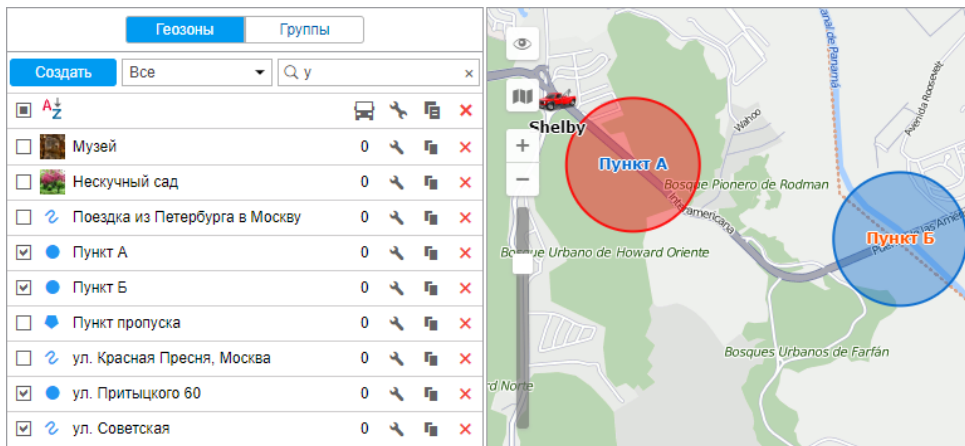 Геозоны Группы
Создать Все у ×
A
Z
Музей 0
Нескучный сад 0
Поездка из Петербурга в Москву 0
Пункт А 0
Пункт Б 0
Пункт пропуска 0
ул. Красная Пресня, Москва 0
ул. Притыцкого 60 0
ул. Советская 0
Shelby
Пункт А
Wahoo
Avenida Roosevelt
Canal de Panamá
Bosque Pionero de Rodman
Interamericana
Пункт Б
Bosque Urbano de Howard Oriente
Bosques Urbanos de Farfán
rd Norte